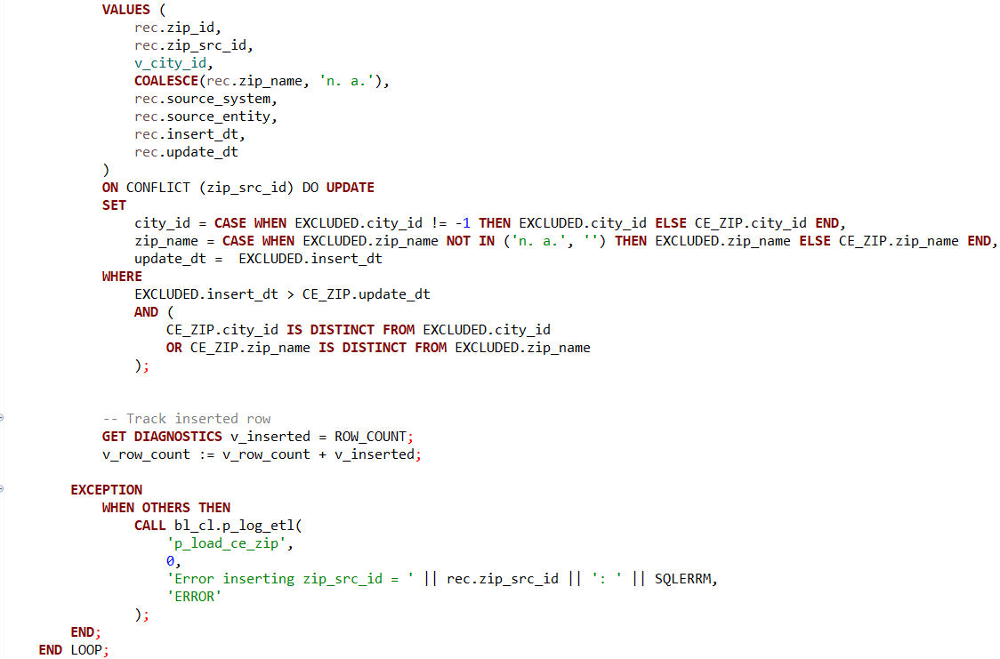 VALUES (
rec.zip_id,
rec.zip_src_id,
v_city_id,
COALESCE(rec.zip_name, 'n. a.'),
rec.source_system,
rec.source_entity,
rec.insert_dt,
rec.update_dt
)
ON CONFLICT (zip_src_id) DO UPDATE
SET
city_id = CASE WHEN EXCLUDED.city_id != -1 THEN EXCLUDED.city_id ELSE CE_ZIP.city_id END,
zip_name = CASE WHEN EXCLUDED.zip_name NOT IN ('n. a.', '') THEN EXCLUDED.zip_name ELSE CE_ZIP.zip_name END,
update_dt =  EXCLUDED.insert_dt
WHERE
EXCLUDED.insert_dt > CE_ZIP.update_dt
AND (
CE_ZIP.city_id IS DISTINCT FROM EXCLUDED.city_id
OR CE_ZIP.zip_name IS DISTINCT FROM EXCLUDED.zip_name
);
-- Track inserted row
GET DIAGNOSTICS v_inserted = ROW_COUNT;
v_row_count := v_row_count + v_inserted;
EXCEPTION
WHEN OTHERS THEN
CALL bl_cl.p_log_etl(
'p_load_ce_zip',
0,
'Error inserting zip_src_id = ' || rec.zip_src_id || ': ' || SQLERRM,
'ERROR'
);
END;
END LOOP;